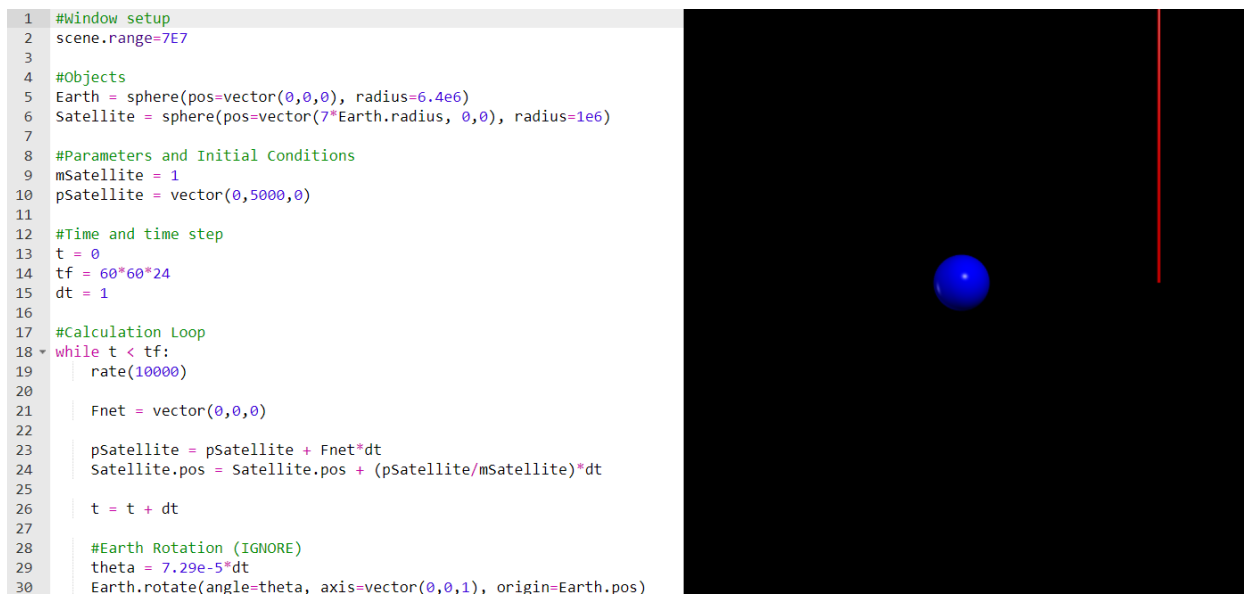 1 #Window setup
2 scene.range=7E7
3
4 #Objects
5 Earth = sphere(pos=vector(0,0,0), radius=6.4e6)
6 Satellite = sphere(pos=vector(7*Earth.radius, 0,0), radius=1e6)
7
8 #Parameters and Initial Conditions
9 mSatellite = 1
10 pSatellite = vector(0,5000,0)
11
12 #Time and time step
13 t = 0
14 tf = 60*60*24
15 dt = 1
16
17 #Calculation Loop
18 while t < tf:
19     rate(10000)
20
21     Fnet = vector(0,0,0)
22
23     pSatellite = pSatellite + Fnet*dt
24     Satellite.pos = Satellite.pos + (pSatellite/mSatellite)*dt
25
26     t = t + dt
27
28     #Earth Rotation (IGNORE)
29     theta = 7.29e-5*dt
30     Earth.rotate(angle=theta, axis=vector(0,0,1), origin=Earth.pos)